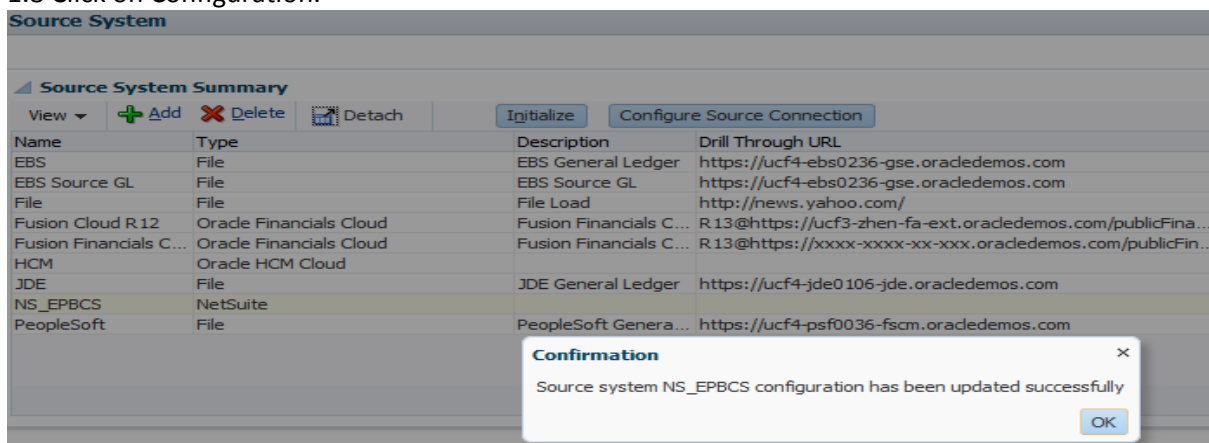 1.8 Click on Configuration.
Source System
Source System Summary
View Add Delete Detach Initialize Configure Source Connection
Name Type Description Drill Through URL
EBS File EBS General Ledger https://ucf4-ebs0236-gse.oracledemos.com
EBS Source GL File EBS Source GL https://ucf4-ebs0236-gse.oracledemos.com
File File File Load http://news.yahoo.com/
Fusion Cloud R12 Oracle Financials Cloud Fusion Financials C... R13@https://ucf3-zhen-fa-ext.oracledemos.com/publicFina...
Fusion Financials C... Oracle Financials Cloud Fusion Financials C... R13@https://xxxx-xxxx-xx-xxx.oracledemos.com/publicFin...
HCM Oracle HCM Cloud
JDE File JDE General Ledger https://ucf4-jde0106-jde.oracledemos.com
NS_EPBCS NetSuite
PeopleSoft File PeopleSoft Genera... https://ucf4-psf0036-fscm.oracledemos.com
Confirmation
Source system NS_EPBCS configuration has been updated successfully
OK